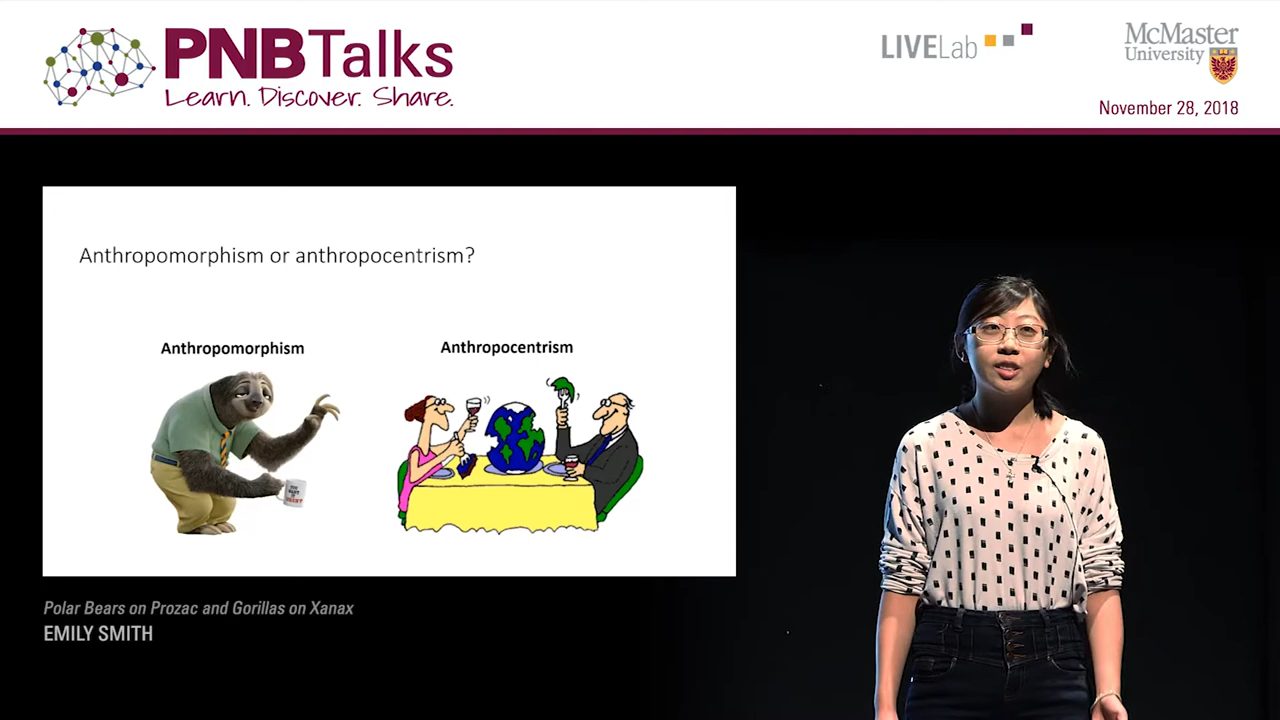 PNBTalks
Learn. Discover. Share.
LIVELab
McMaster
University
November 28, 2018
Anthropomorphism or anthropocentrism?
Anthropomorphism
Anthropocentrism
Polar Bears on Prozac and Gorillas on Xanax
EMILY SMITH